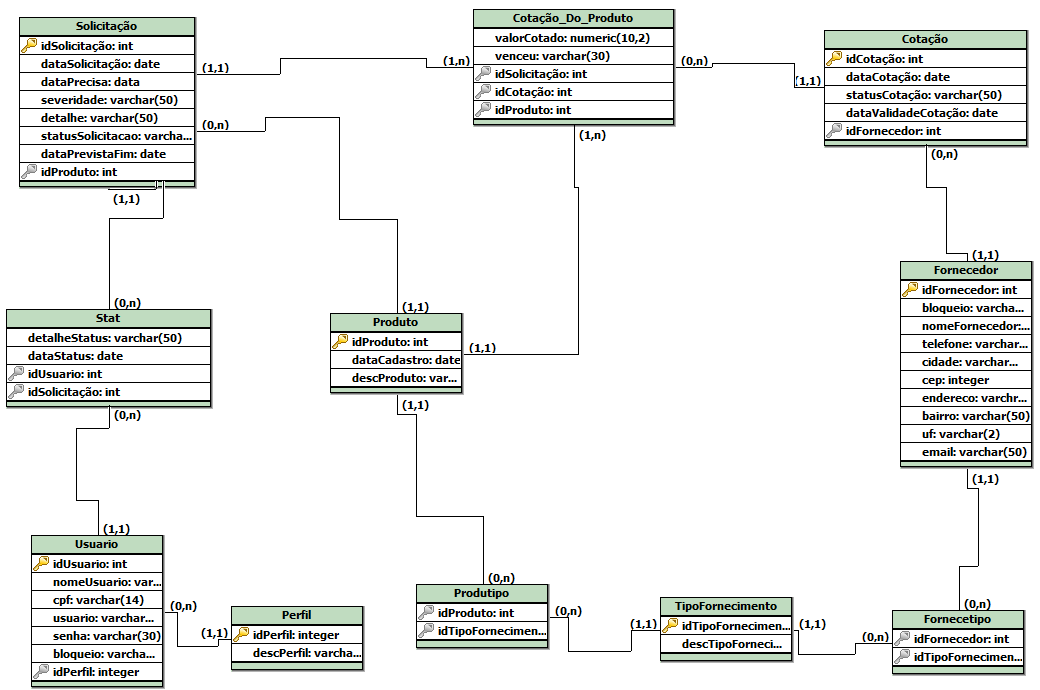 Solicitação
idSolicitação: int
dataSolicitação: date
dataPrecisa: data
severidade: varchar(50)
detalhe: varchar(50)
statusSolicitacao: varcha...
dataPrevistaFim: date
idProduto: int
(1,1)
(0,n)
(1,1)
Cotação_Do_Produto
valorCotado: numeric(10,2)
venceu: varchar(30)
idSolicitação: int
idCotação: int
idProduto: int
(1,n)
(0,n)
(1,n)
Cotação
idCotação: int
dataCotação: date
statusCotação: varchar(50)
dataValidadeCotação: date
idFornecedor: int
(1,1)
(0,n)
(0,n)
Stat
detalheStatus: varchar(50)
dataStatus: date
idUsuario: int
idSolicitação: int
(0,n)
(1,1)
Produto
idProduto: int
dataCadastro: date
descProduto: var...
(1,1)
(1,1)
(1,1)
Fornecedor
idFornecedor: int
bloqueio: varcha...
nomeFornecedor:...
telefone: varchar...
cidade: varchar...
cep: integer
endereco: varchr...
bairro: varchar(50)
uf: varchar(2)
email: varchar(50)
(1,1)
(1,1)
Usuario
idUsuario: int
nomeUsuario: var...
cpf: varchar(14)
usuario: varchar...
senha: varchar(30)
bloqueio: varcha...
idPerfil: integer
(0,n)
(1,1)
Perfil
idPerfil: integer
descPerfil: varcha...
(0,n)
Produtipo
idProduto: int
idTipoFornecimen...
(0,n)
(1,1)
TipoFornecimento
idTipoFornecimen...
descTipoForneci...
(1,1)
(0,n)
(0,n)
Fornecetipo
idFornecedor: int
idTipoFornecimen...